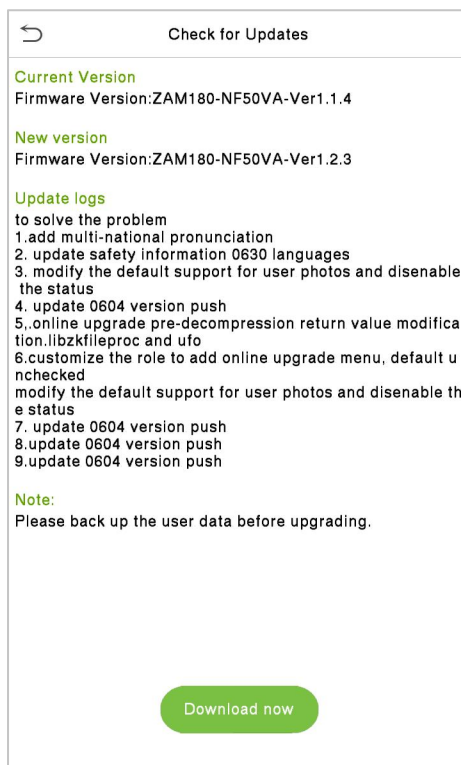 Check for Updates
Current Version
Firmware Version:ZAM180-NF50VA-Ver1.1.4
New version
Firmware Version:ZAM180-NF50VA-Ver1.2.3
Update logs
to solve the problem
1.add multi-national pronunciation
2. update safety information 0630 languages
3. modify the default support for user photos and disenable
the status
4. update 0604 version push
5,.online upgrade pre-decompression return value modifica
tion.libzkfileproc and ufo
6.customize the role to add online upgrade menu, default u
nchecked
modify the default support for user photos and disenable th
e status
7. update 0604 version push
8.update 0604 version push
9.update 0604 version push
Note:
Please back up the user data before upgrading.
Download now